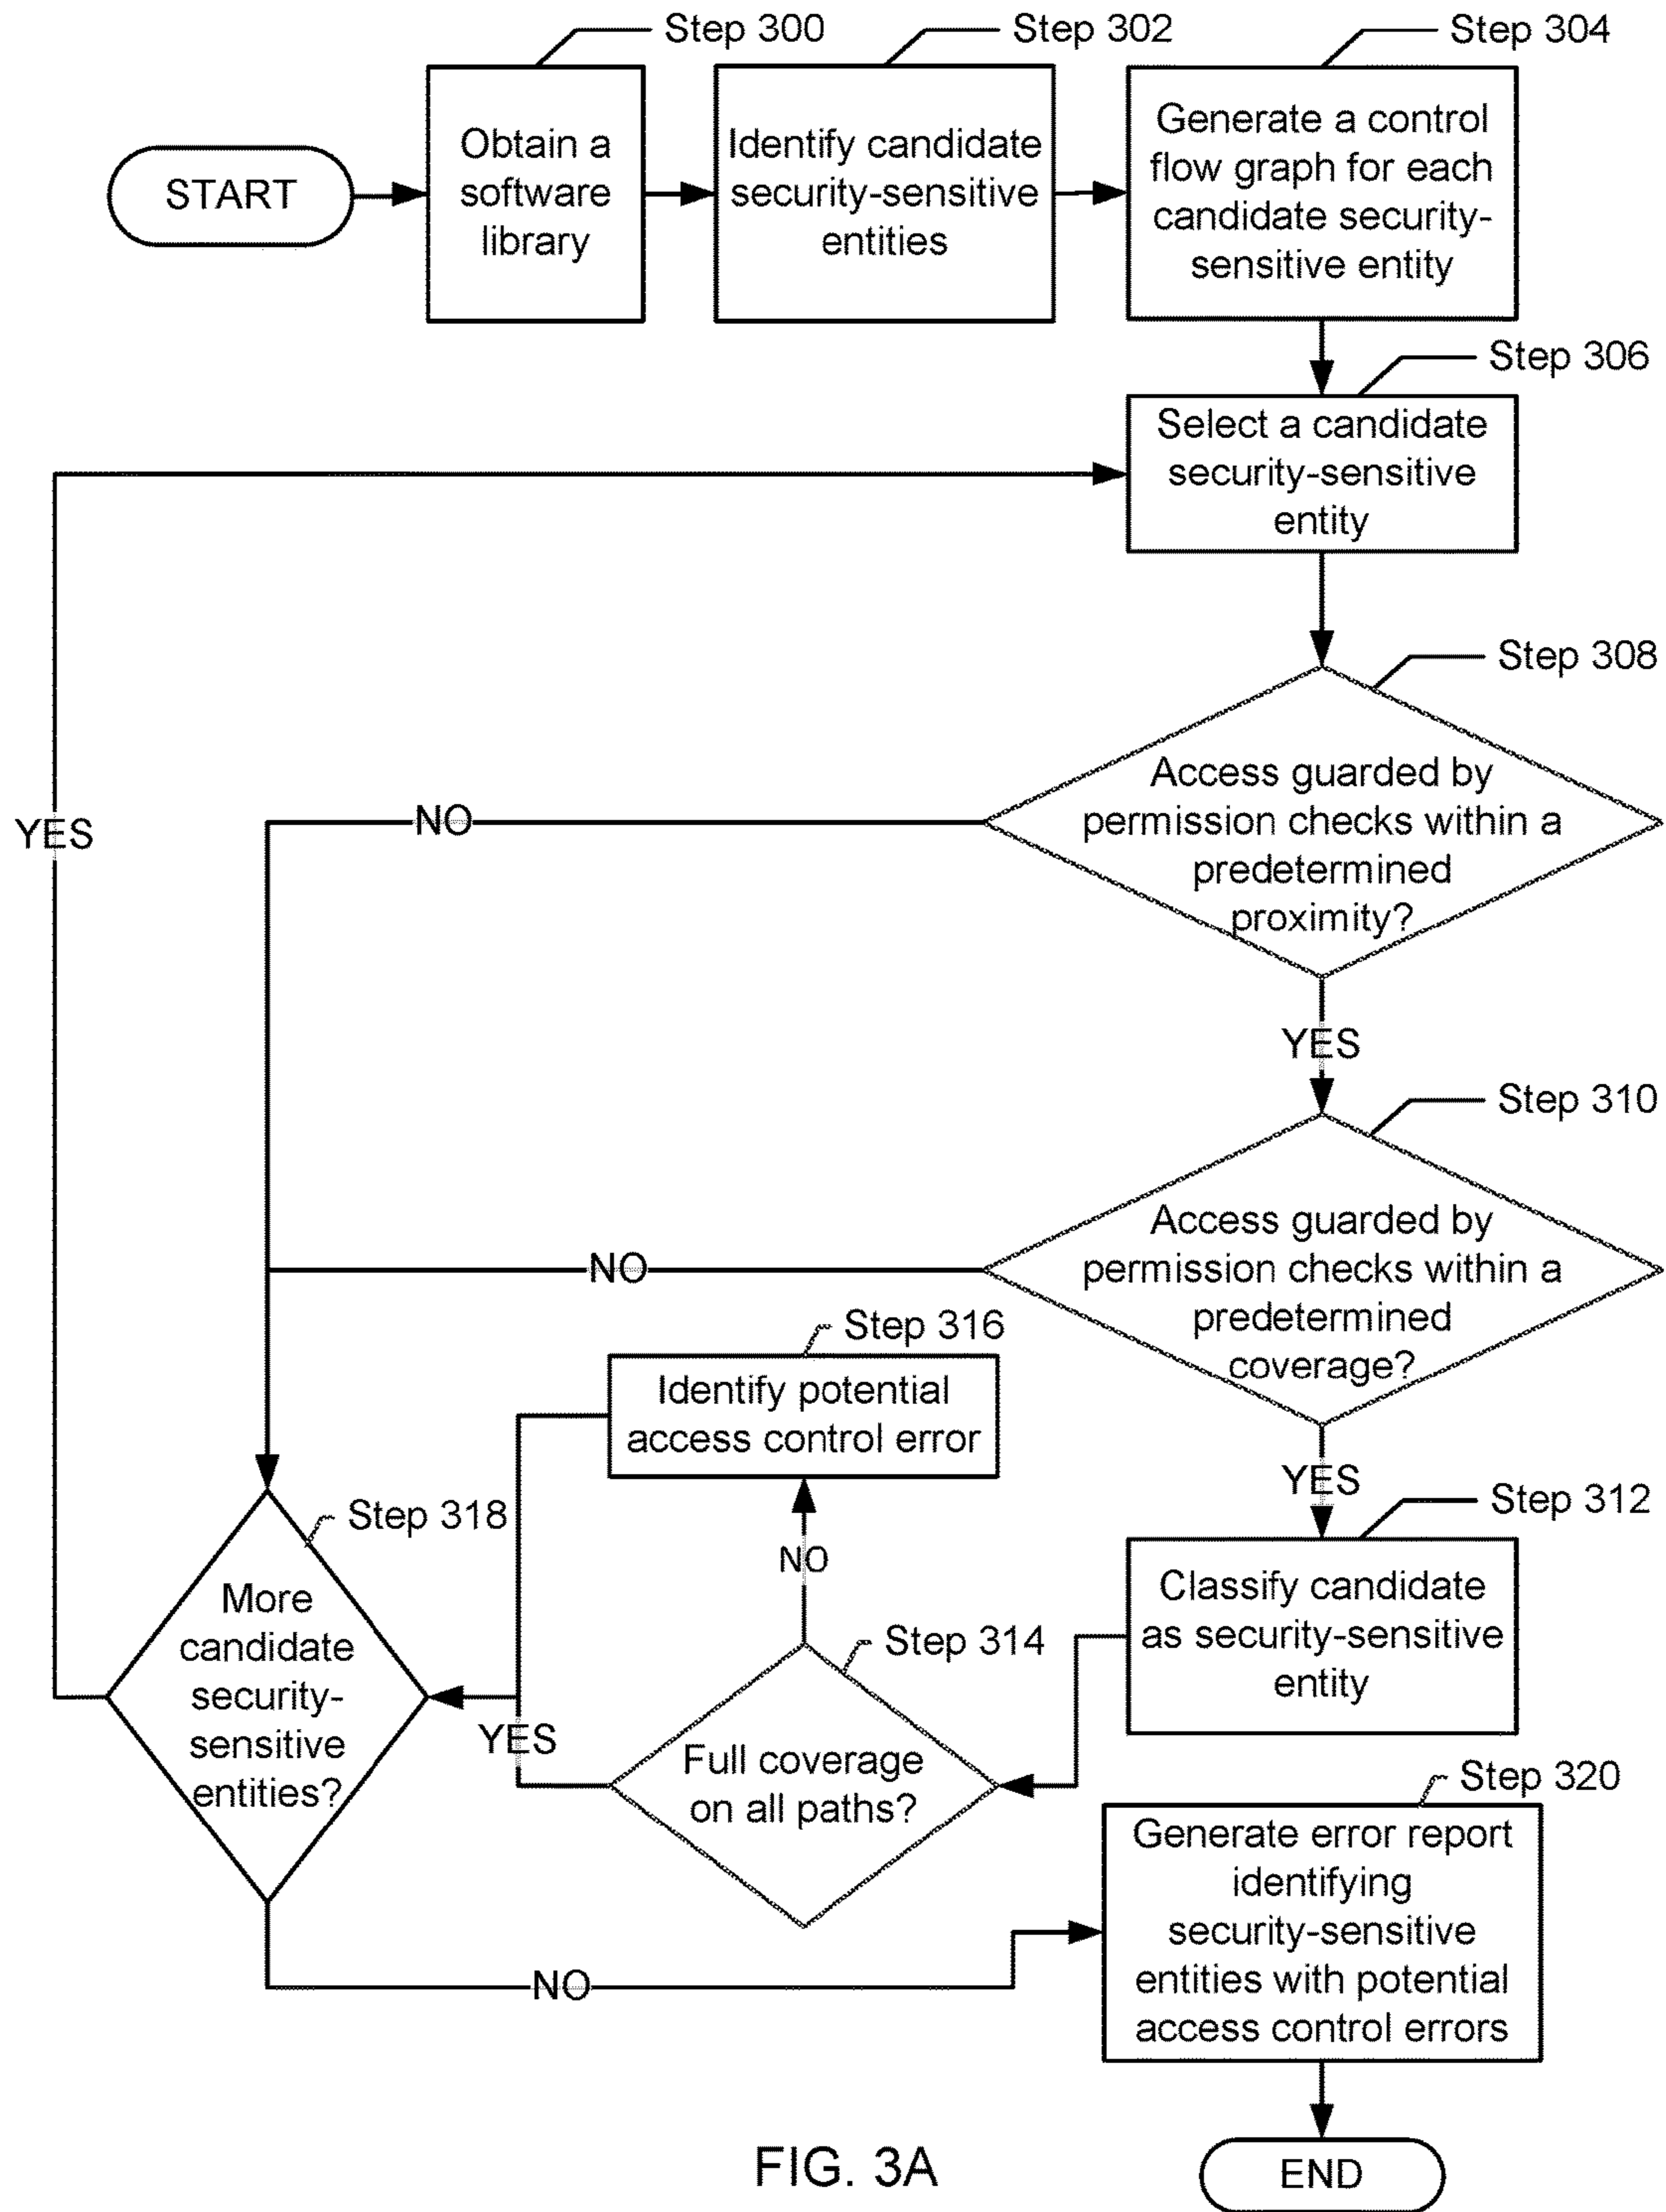 Step 300
Step 302
Step 304
START
Obtain a
software
library
Identify candidate
security-sensitive
entities
Generate a control
flow graph for each
candidate security-
sensitive entity
Step 306
Select a candidate
security-sensitive
entity
Step 308
Access guarded by
permission checks within a
predetermined
proximity?
NO
YES
YES
Step 310
Access guarded by
permission checks within a
predetermined
coverage?
NO
YES
Step 316
Identify potential
access control error
Step 312
Classify candidate
as security-sensitive
entity
NO
Step 314
Full coverage
on all paths?
YES
Step 318
More
candidate
security-
sensitive
entities?
NO
Step 320
Generate error report
identifying
security-sensitive
entities with potential
access control errors
END
FIG. 3A